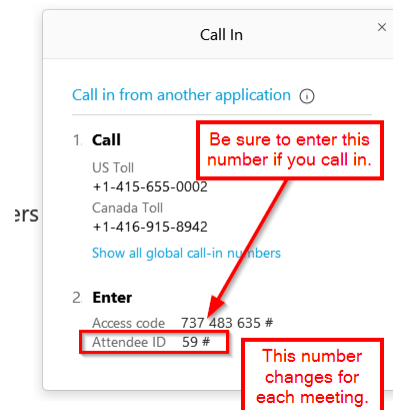 Call In
×
Call in from another application
1. Call
Be sure to enter this
number if you call in.
US Toll
+1-415-655-0002
Canada Toll
+1-416-915-8942
ers
Show all global call-in numbers
2. Enter
Access code 737 483 635 #
Attendee ID 59 #
This number
changes for
each meeting.